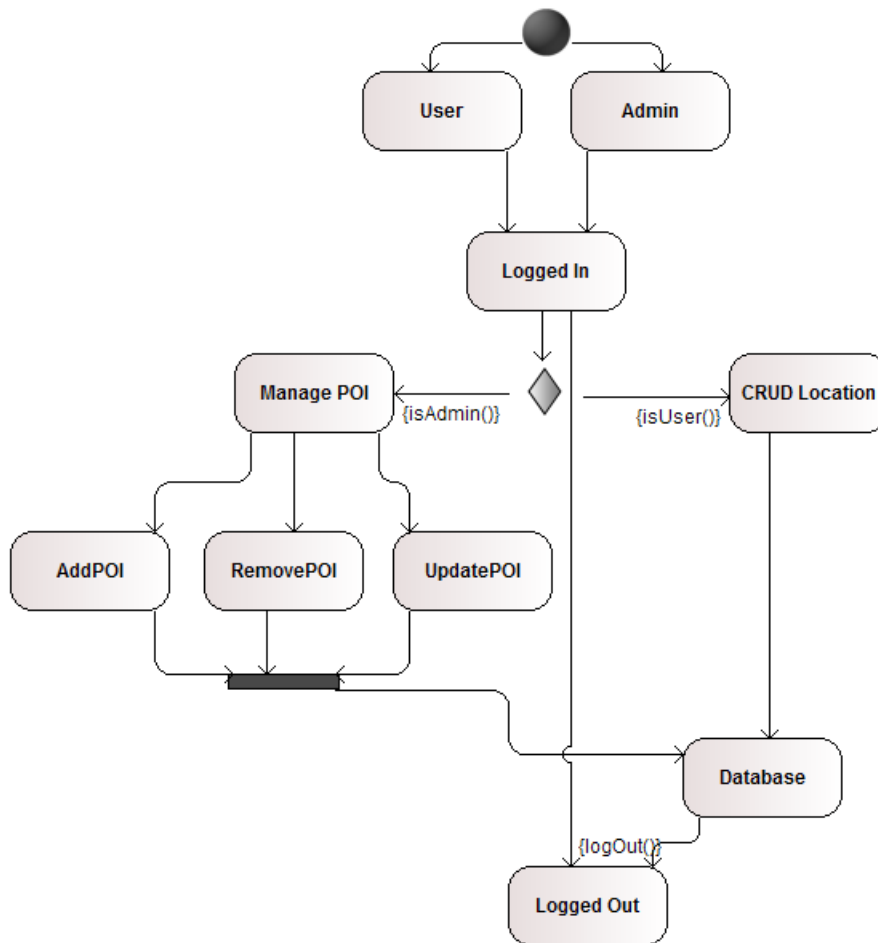 User
Admin
Logged In
Manage POI
CRUD Location
{isAdmin()}
{isUser()}
AddPOI
RemovePOI
UpdatePOI
Database
{logOut()}
Logged Out